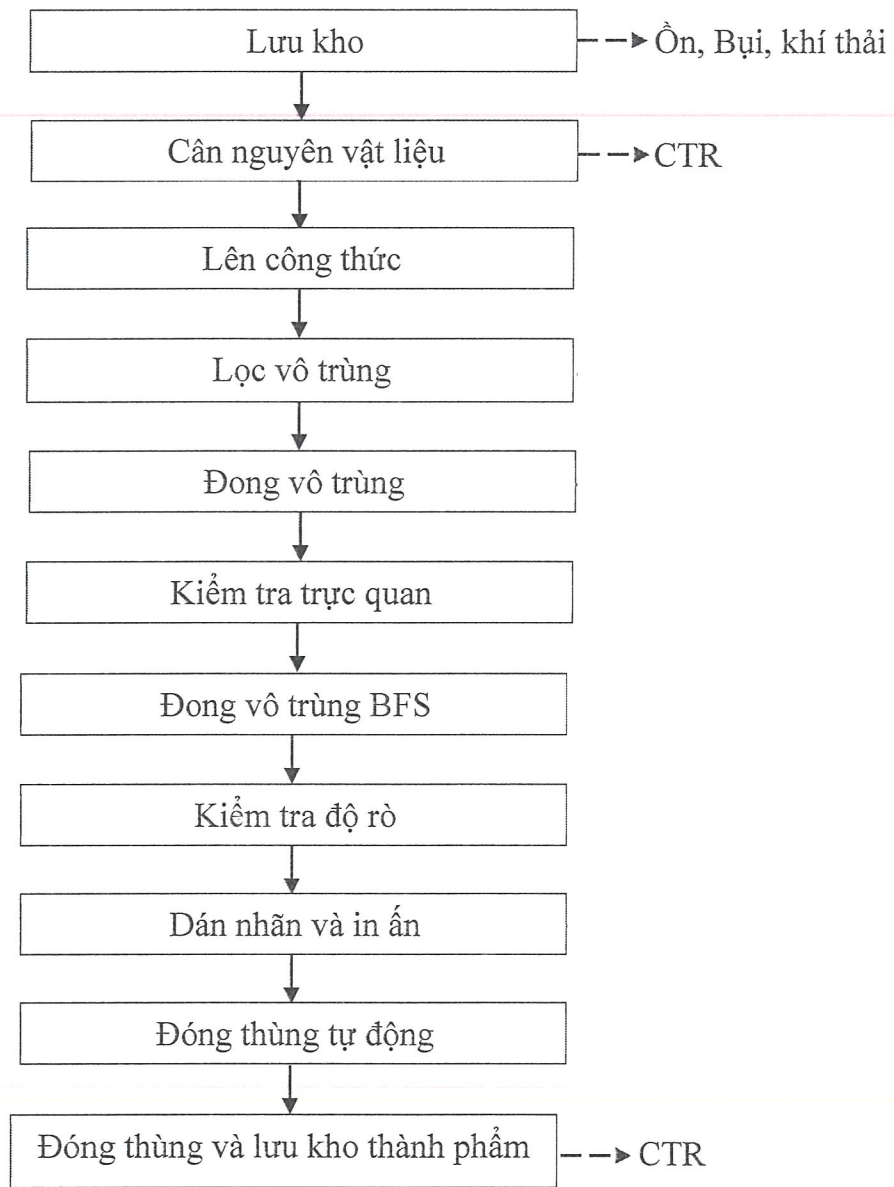 Lưu kho
Ồn, Bụi, khí thải
Cân nguyên vật liệu
CTR
Lên công thức
Lọc vô trùng
Đong vô trùng
Kiểm tra trực quan
Đong vô trùng BFS
Kiểm tra độ rò
Dán nhãn và in ấn
Đóng thùng tự động
Đóng thùng và lưu kho thành phẩm
CTR